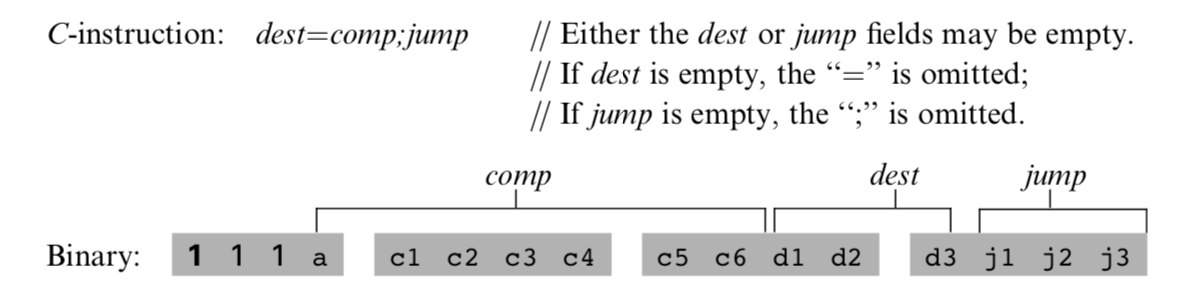 C-instruction: dest=comp;jump // Either the dest or jump fields may be empty.
// If dest is empty, the “=” is omitted;
// If jump is empty, the “;” is omitted.
comp dest jump
Binary: 1 1 1 a c1 c2 c3 c4 c5 c6 d1 d2 d3 j1 j2 j3